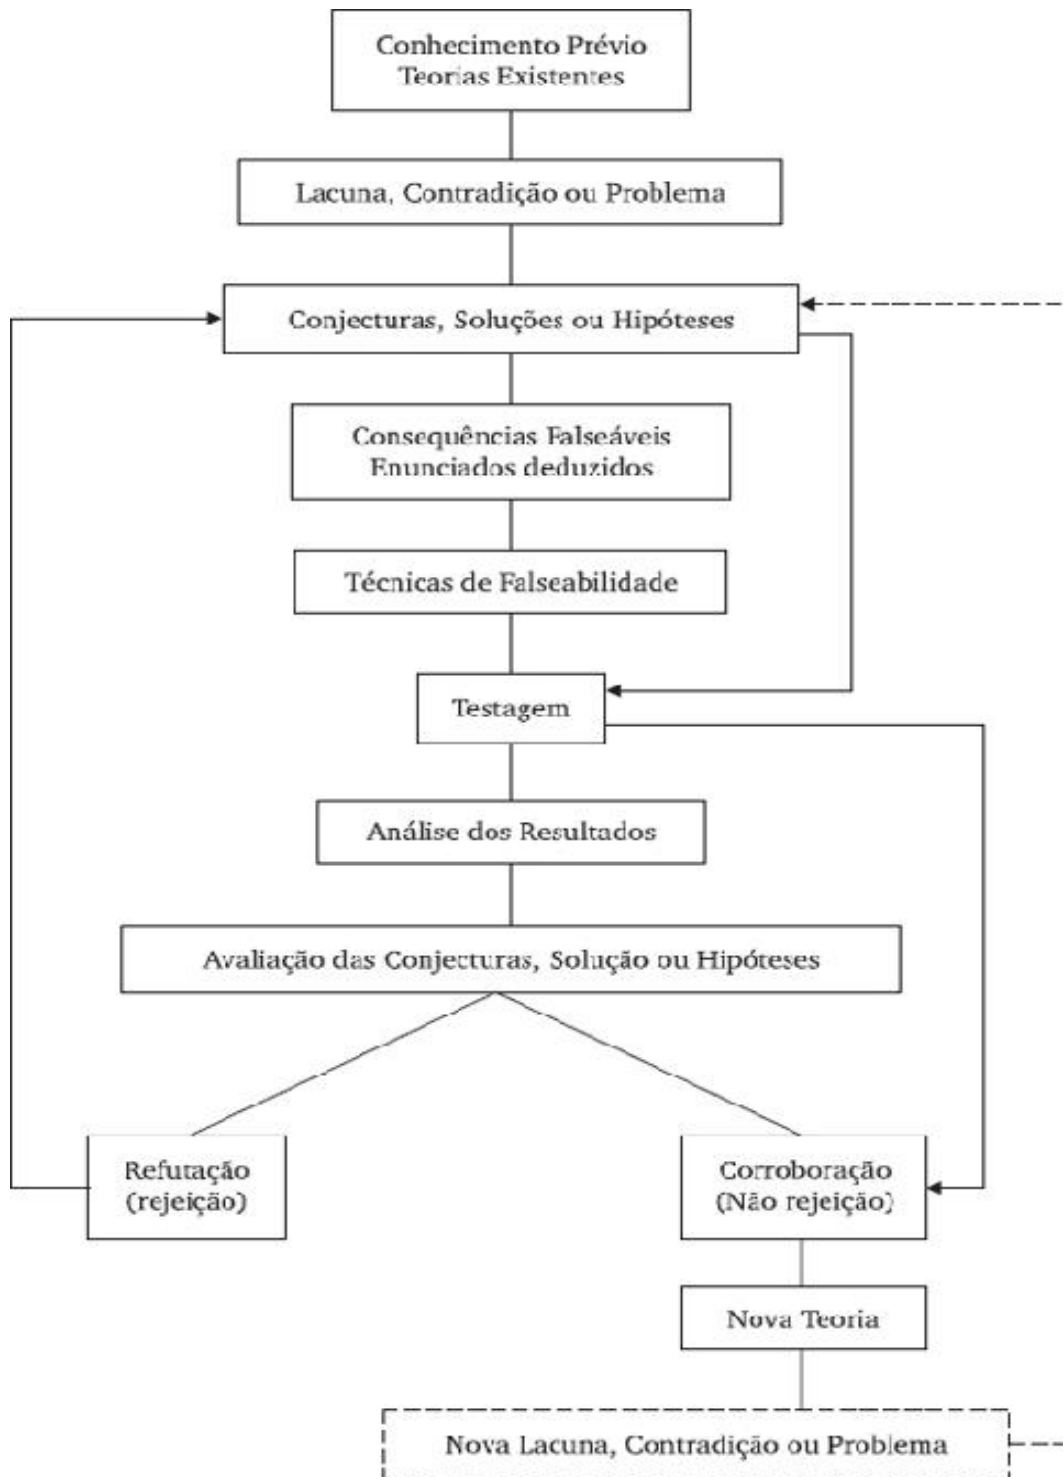 Conhecimento Prévio
Teorias Existentes
Lacuna, Contradição ou Problema
Conjecturas, Soluções ou Hipóteses
Consequências Falseáveis
Enunciados deduzidos
Técnicas de Falseabilidade
Testagem
Análise dos Resultados
Avaliação das Conjecturas, Solução ou Hipóteses
Refutação
(rejeição)
Corroboração
(Não rejeição)
Nova Teoria
Nova Lacuna, Contradição ou Problema